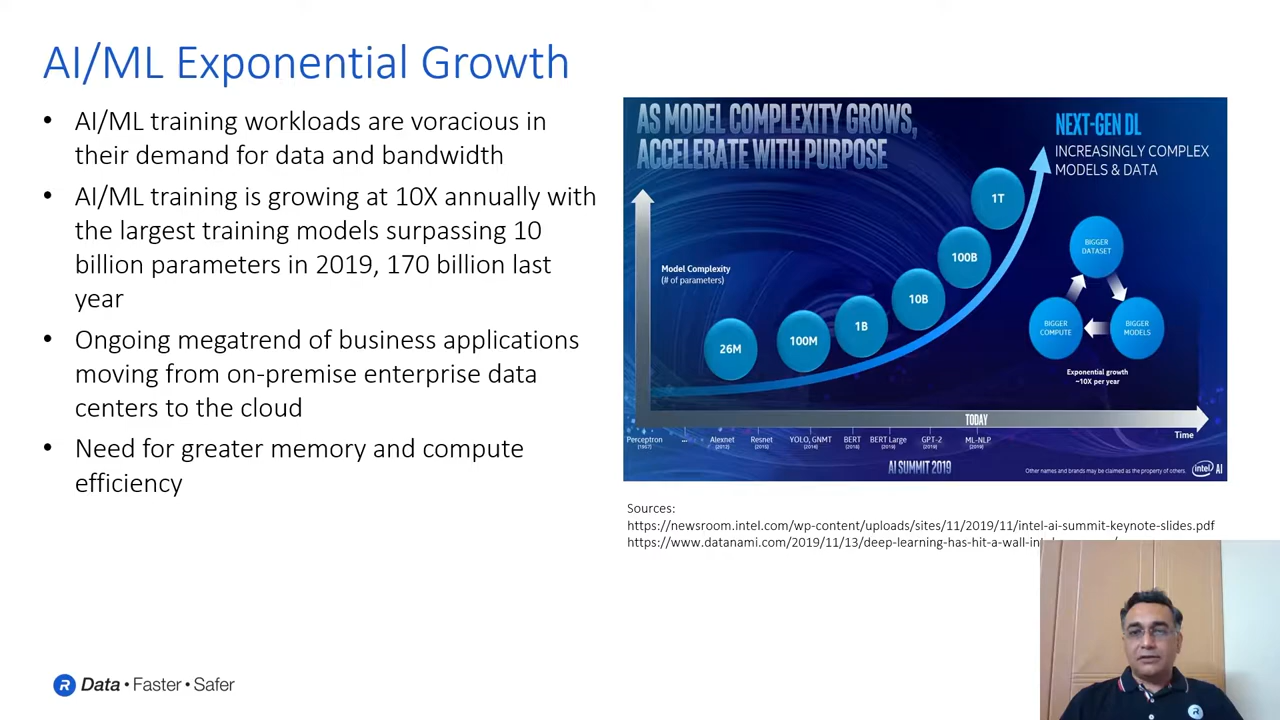 AI/ML Exponential Growth
• AI/ML training workloads are voracious in
their demand for data and bandwidth
• AI/ML training is growing at 10X annually with
the largest training models surpassing 10
billion parameters in 2019, 170 billion last
year
• Ongoing megatrend of business applications
moving from on-premise enterprise data
centers to the cloud
• Need for greater memory and compute
efficiency
AS MODEL COMPLEXITY GROWS,
ACCELERATE WITH PURPOSE
NEXT-GEN DL
INCREASINGLY COMPLEX
MODELS & DATA
Model Complexity
(# of parameters)
26M
100M
1B
10B
100B
1T
BIGGER
DATASET
BIGGER
COMPUTE
BIGGER
MODELS
Exponential growth
~10X per year
TODAY
Time
Perceptron
(1957)
...
Alexnet
(2012)
Resnet
(2015)
YOLO, GNMT
(2016)
BERT
(2018)
BERT Large
(2019)
GPT-2
(2019)
ML-NLP
(2019)
AI SUMMIT 2019
Other names and brands may be claimed as the property of others.
intel AI
Sources:
https://newsroom.intel.com/wp-content/uploads/sites/11/2019/11/intel-ai-summit-keynote-slides.pdf
https://www.datanami.com/2019/11/13/deep-learning-has-hit-a-wall-
R Data • Faster • Safer